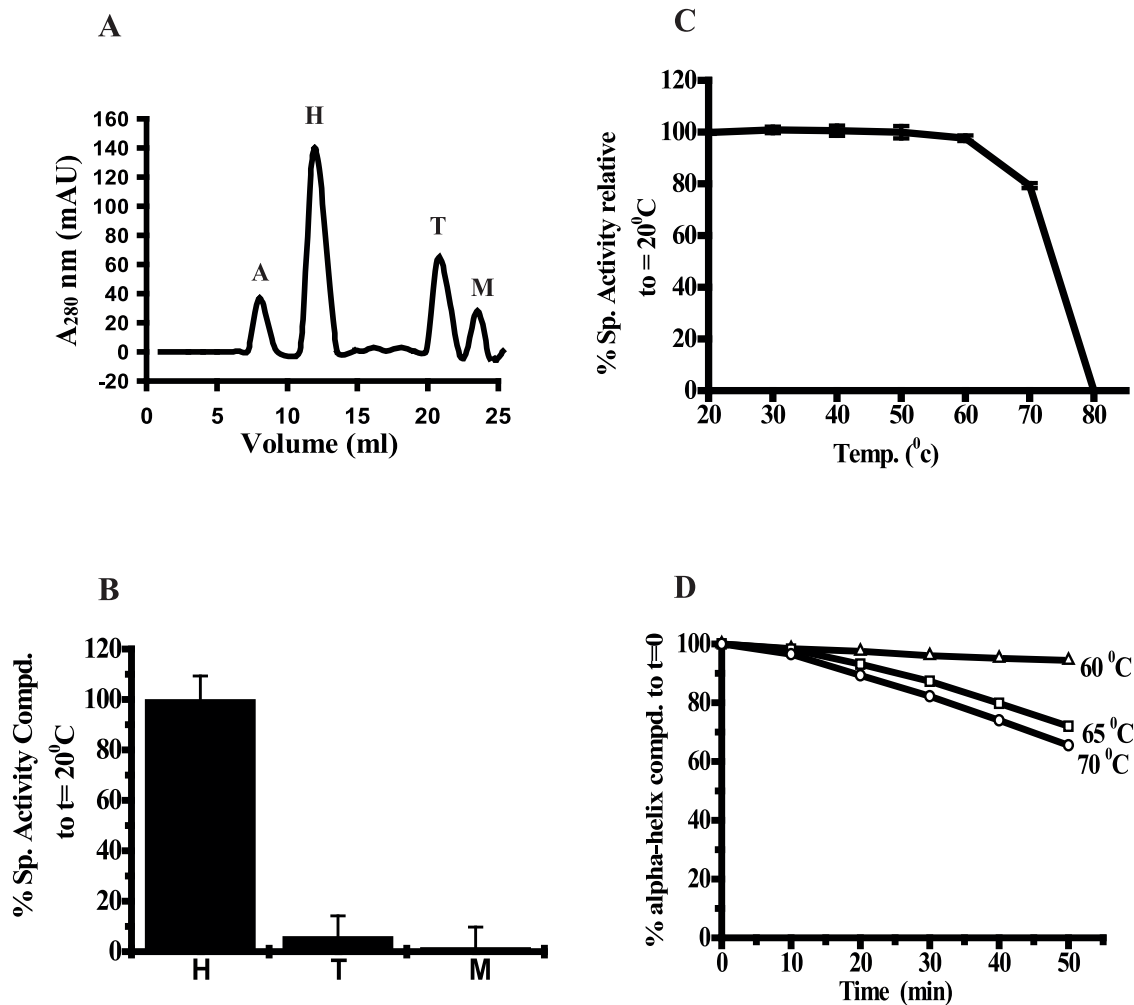 A
A280 nm (mAU)
160
140
120
100
80
60
40
20
0
-20
A
H
T
M
0
5
10
15
20
25
Volume (ml)
C
% Sp. Activity relative
to = 20⁰C
120
100
80
60
40
20
0
20
30
40
50
60
70
80
Temp. (⁰c)
B
% Sp. Activity Compd.
to t= 20⁰C
120
100
80
60
40
20
0
H
T
M
D
% alpha-helix compd. to t=0
100
80
60
40
20
0
60 ⁰C
65 ⁰C
70 ⁰C
0
10
20
30
40
50
Time (min)